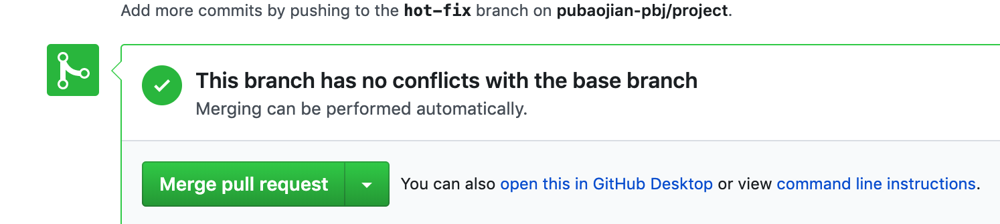 Add more commits by pushing to the hot-fix branch on pubaojian-pbj/project.
This branch has no conflicts with the base branch
Merging can be performed automatically.
Merge pull request
You can also open this in GitHub Desktop or view command line instructions.